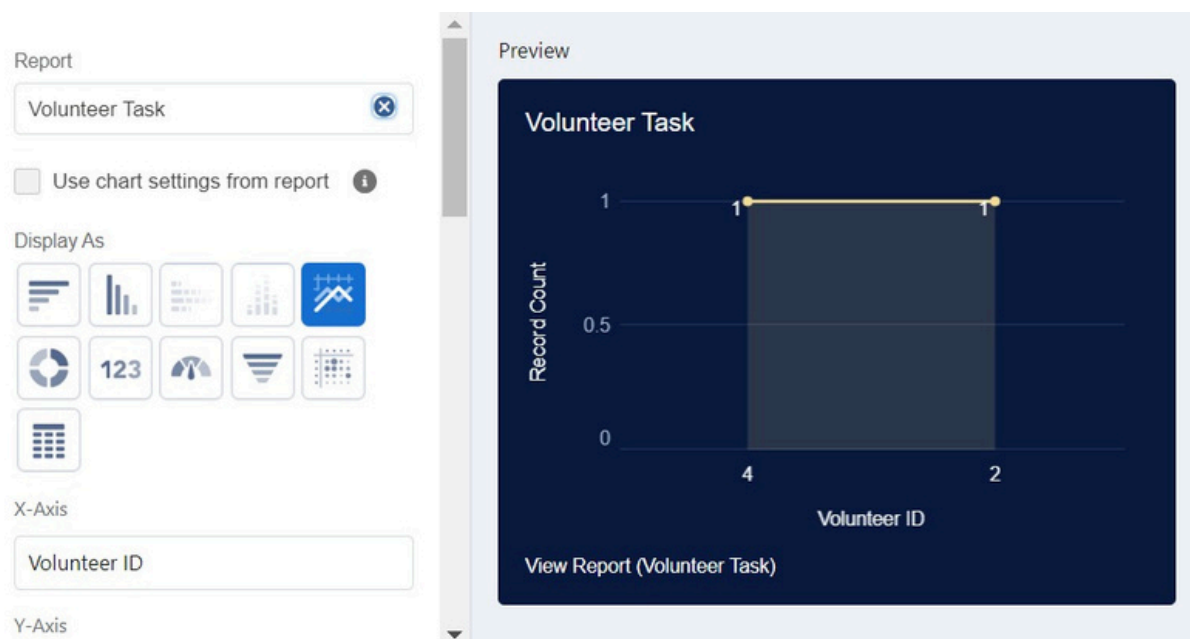 Report
Volunteer Task
Use chart settings from report
Display As
123
X-Axis
Volunteer ID
Y-Axis
Preview
Volunteer Task
Record Count
1
0.5
0
1
1
4
2
Volunteer ID
View Report (Volunteer Task)